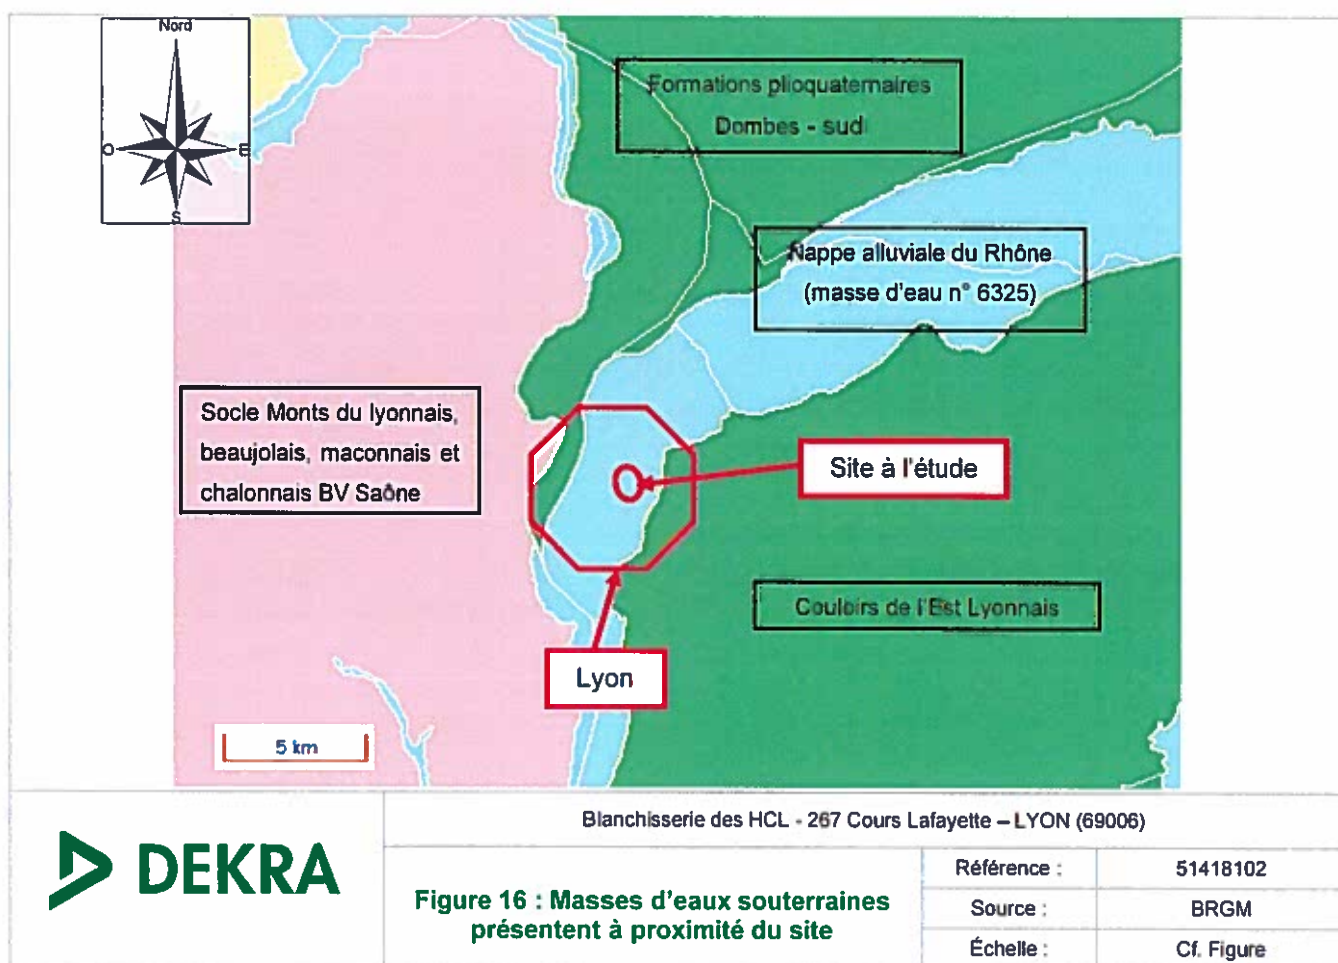 Nord
O
E
S
Formations plioquaternaires
Dombes - sud
Nappe alluviale du Rhône
(masse d'eau n° 6325)
Socle Monts du lyonnais,
beaujolais, maconnais et
chalonnais BV Saône
Site à l'étude
Couloirs de l'Est Lyonnais
Lyon
5 km
DEKRA
Blanchisserie des HCL - 267 Cours Lafayette – LYON (69006)
Figure 16 : Masses d'eaux souterraines
présentent à proximité du site
Référence : 51418102
Source : BRGM
Échelle : Cf. Figure